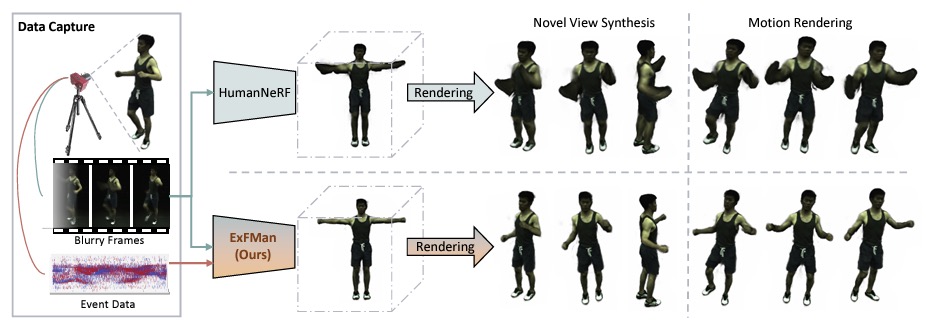 Data Capture
Blurry Frames
Event Data
HumanNeRF
Rendering
Novel View Synthesis
Motion Rendering
ExFMan
(Ours)
Rendering